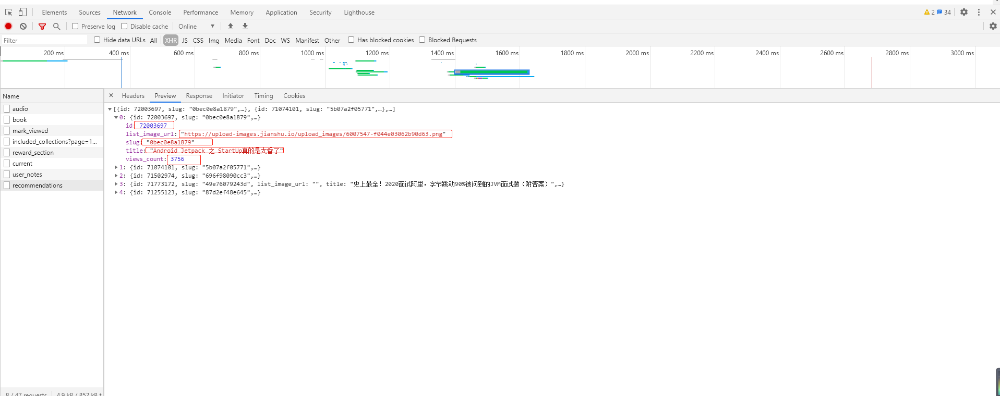 Elements Sources Network Console Performance Memory Application Security Lighthouse 2 34
Preserve log Disable cache Online
Filter Hide data URLs All XHR JS CSS Img Media Font Doc WS Manifest Other Has blocked cookies Blocked Requests
200 ms 400 ms 600 ms 800 ms 1000 ms 1200 ms 1400 ms 1600 ms 1800 ms 2000 ms 2200 ms 2400 ms 2600 ms 2800 ms 3000 ms
Name
audio
book
mark_viewed
included_collections?page=1...
reward_section
current
user_notes
recommendations
8 / 47 requests 4.9 kB / 852 kB
Headers Preview Response Initiator Timing Cookies
[{id: 72003697, slug: "0bec0e8a1879",…}, {id: 71074101, slug: "5b07a2f05771",…},…]
0: {id: 72003697, slug: "0bec0e8a1879",…}
id: 72003697
list_image_url: "https://upload-images.jianshu.io/upload_images/6007547-f044e03062b90d63.png"
slug: "0bec0e8a1879"
title: "Android Jetpack 之 StartUp真的是太香了"
views_count: 3756
1: {id: 71074101, slug: "5b07a2f05771",…}
2: {id: 71502974, slug: "696f98090cc3",…}
3: {id: 71773172, slug: "49e76079243d", list_image_url: "", title: "史上最全！2020面试阿里，字节跳动90%被问到的JVM面试题（附答案）",…}
4: {id: 71255123, slug: "87d2ef48e645",…}